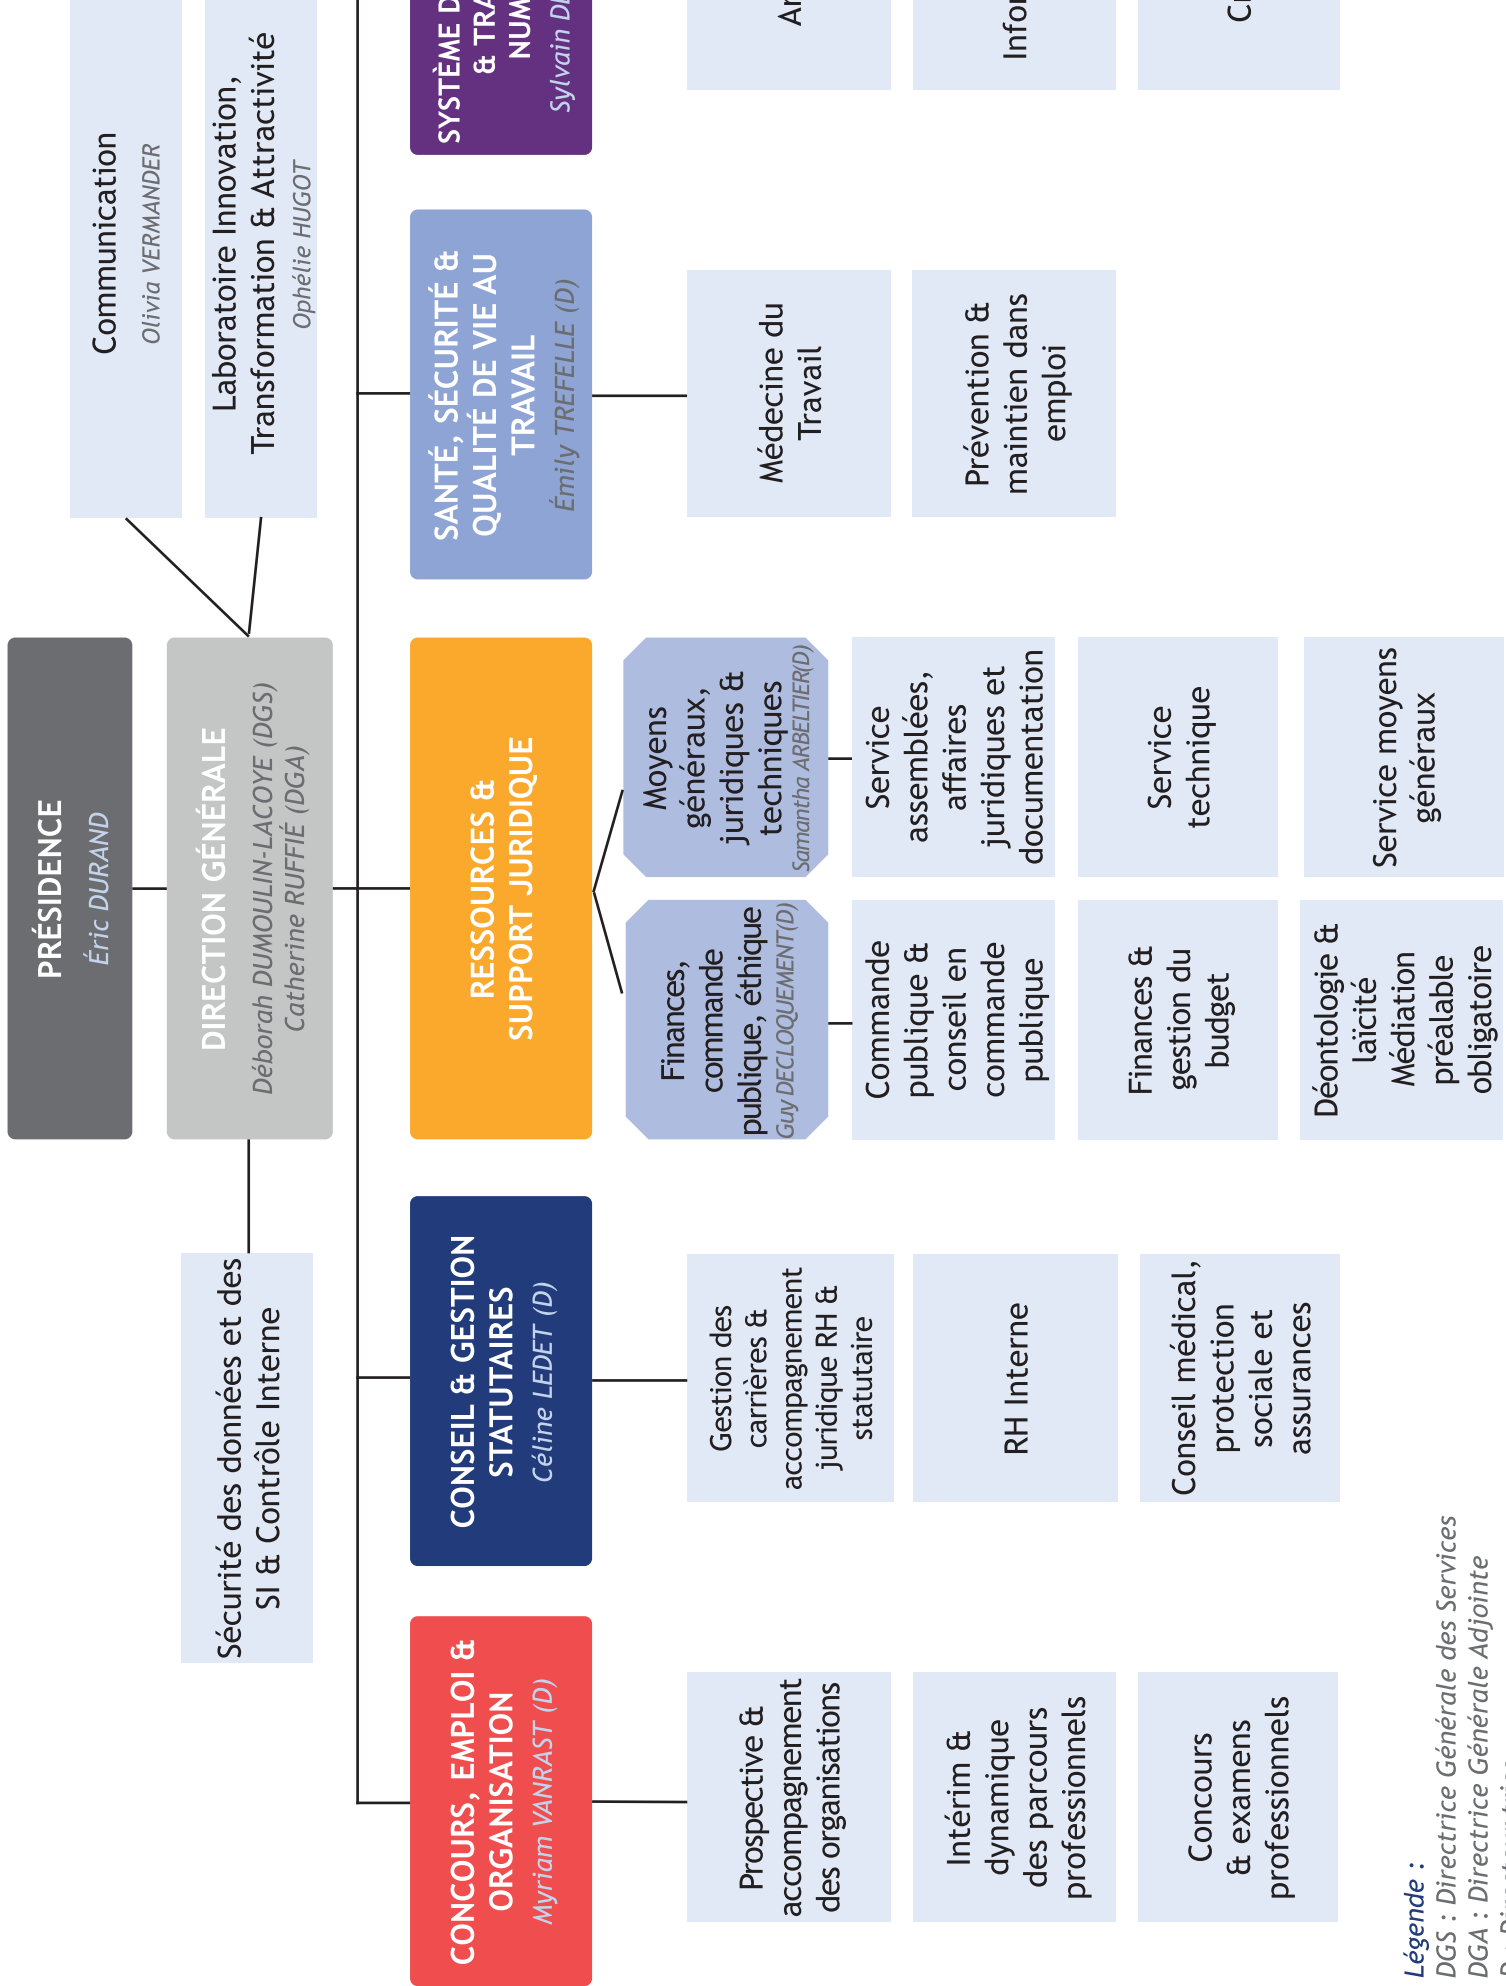 PRÉSIDENCE
Éric DURAND
DIRECTION GÉNÉRALE
Déborah DUMOULIN-LACOYE (DGS)
Catherine RUFFIÉ (DGA)
Sécurité des données et des
SI & Contrôle Interne
Communication
Olivia VERMANDER
Laboratoire Innovation,
Transformation & Attractivité
Ophélie HUGOT
CONCOURS, EMPLOI &
ORGANISATION
Myriam VANRAST (D)
Prospective &
accompagnement
des organisations
Intérim &
dynamique
des parcours
professionnels
Concours
& examens
professionnels
CONSEIL & GESTION
STATUTAIRES
Céline LEDET (D)
Gestion des
carrières &
accompagnement
juridique RH &
statutaire
RH Interne
Conseil médical,
protection
sociale et
assurances
RESSOURCES &
SUPPORT JURIDIQUE
Finances,
commande
publique, éthique
Guy DECLOQUEMENT(D)
Commande
publique &
conseil en
commande
publique
Finances &
gestion du
budget
Déontologie &
laïcité
Médiation
préalable
obligatoire
Moyens
généraux,
juridiques &
techniques
Samantha ARBELTIER(D)
Service
assemblées,
affaires
juridiques et
documentation
Service
technique
Service moyens
généraux
SANTÉ, SÉCURITÉ &
QUALITÉ DE VIE AU
TRAVAIL
Émily TREFELLE (D)
Médecine du
Travail
Prévention &
maintien dans
emploi
SYSTÈME
& TRA
NUM
Sylvain
Infor
Légende :
DGS : Directrice Générale des Services
DGA : Directrice Générale Adjointe